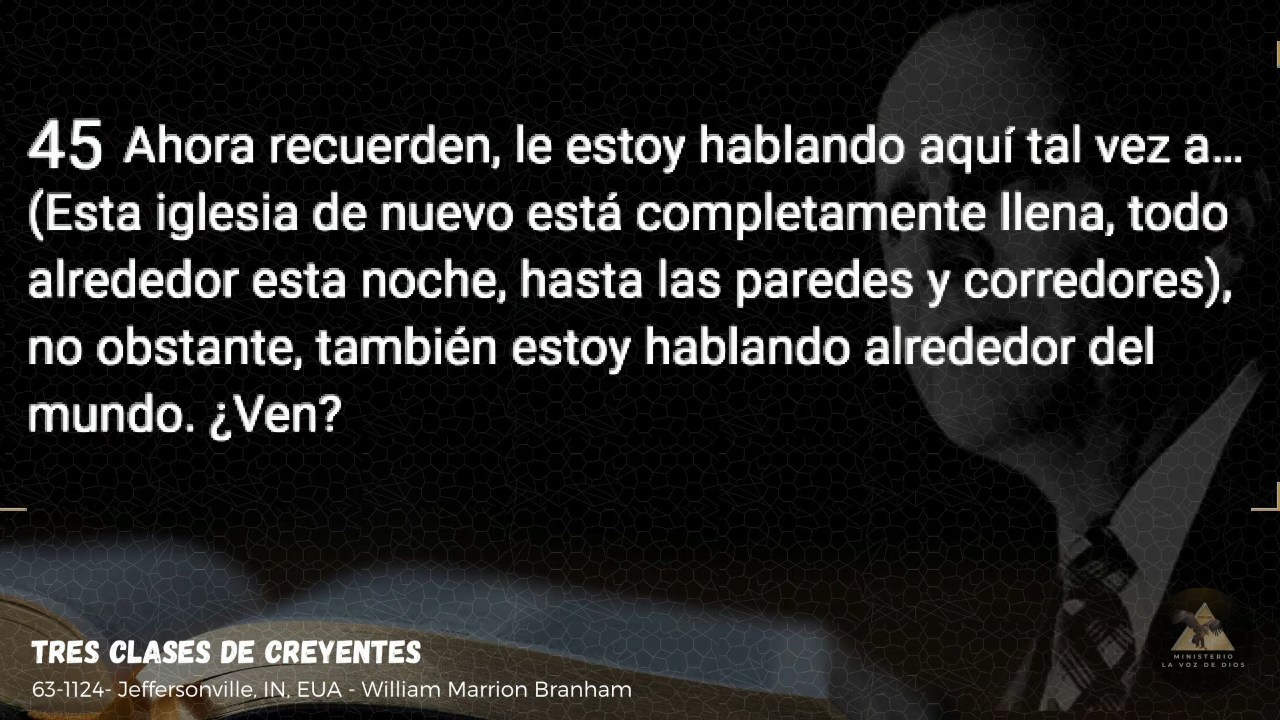 45 Ahora recuerden, le estoy hablando aquí tal vez a...
(Esta iglesia de nuevo está completamente llena, todo
alrededor esta noche, hasta las paredes y corredores),
no obstante, también estoy hablando alrededor del
mundo. ¿Ven?
TRES CLASES DE CREYENTES
63-1124- Jeffersonville, IN, EUA - William Marrion Branham
MINISTERIO
LA VOZ DE DIOS